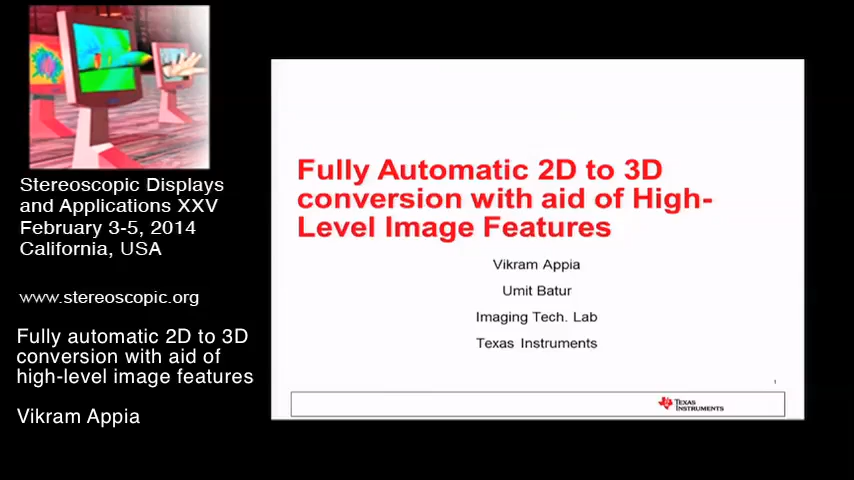 Stereoscopic Displays
and Applications XXV
February 3-5, 2014
California, USA
www.stereoscopic.org
Fully automatic 2D to 3D
conversion with aid of
high-level image features
Vikram Appia
Fully Automatic 2D to 3D
conversion with aid of High-
Level Image Features
Vikram Appia
Umit Batur
Imaging Tech. Lab
Texas Instruments
1
TEXAS
INSTRUMENTS